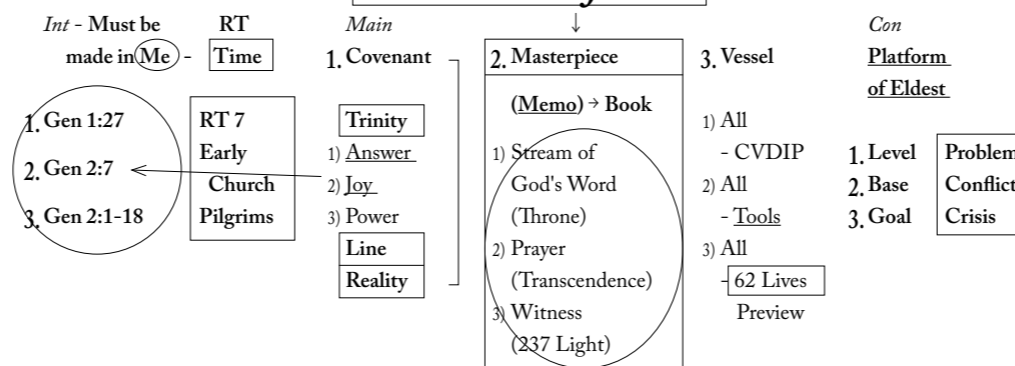 Int - Must be
made in Me -
RT
Time
1. Gen 1:27
2. Gen 2:7
3. Gen 2:1-18
RT 7
Early
Church
Pilgrims
Main
1. Covenant
Trinity
1) Answer
2) Joy
3) Power
Line
Reality
2. Masterpiece
(Memo) → Book
1) Stream of
God's Word
(Throne)
2) Prayer
(Transcendence)
3) Witness
(237 Light)
3. Vessel
1) All
- CVDIP
2) All
- Tools
3) All
- 62 Lives
Preview
Con
Platform
of Eldest
1. Level
2. Base
3. Goal
Problem
Conflict
Crisis